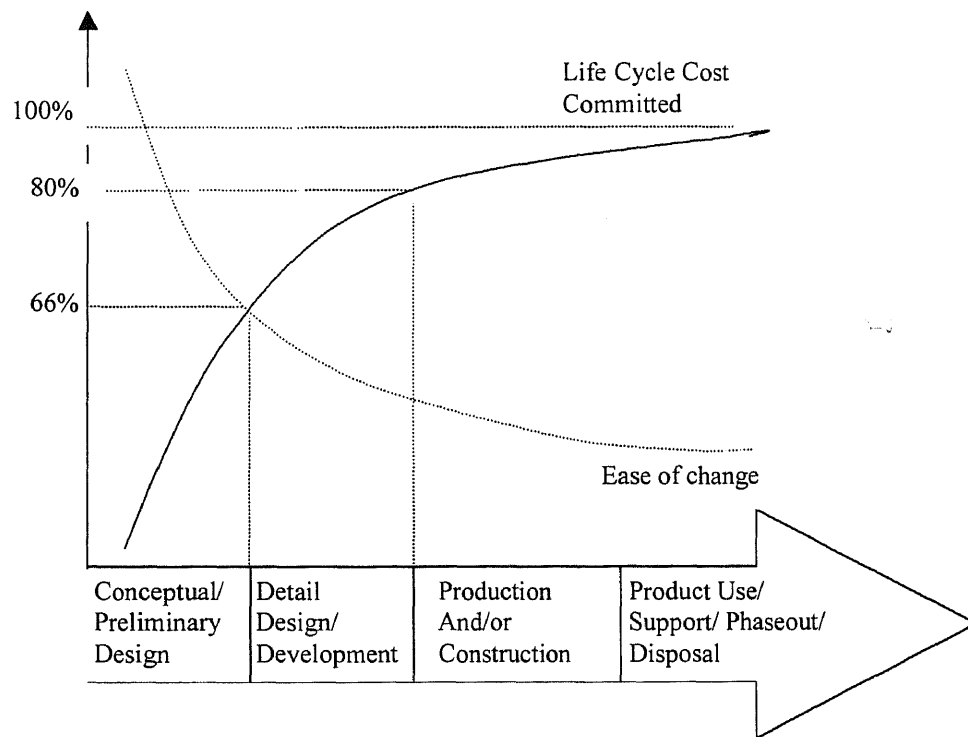 Life Cycle Cost
Committed
100%
80%
66%
Ease of change
Conceptual/
Preliminary
Design
Detail
Design/
Development
Production
And/or
Construction
Product Use/
Support/ Phaseout/
Disposal